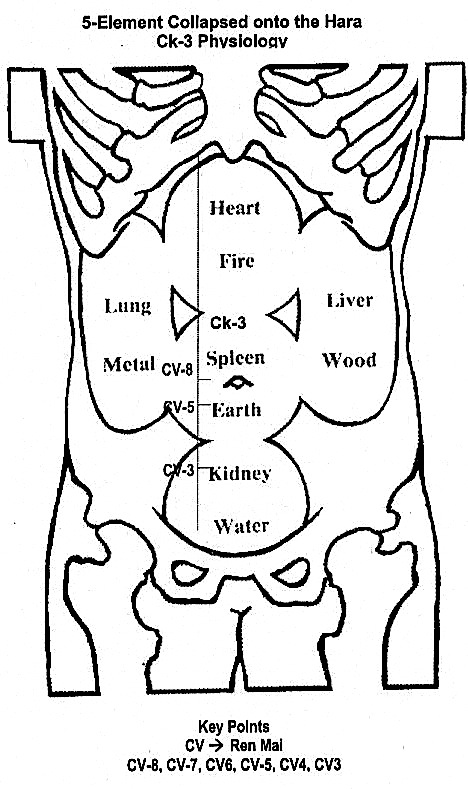 5-Element Collapsed onto the Hara
Ck-3 Physiology
Heart
Fire
Lung
Ck-3
Liver
Metal
CV-8
Spleen
Wood
CV-5
Earth
CV-3
Kidney
Water
Key Points
CV → Ren Mai
CV-8, CV-7, CV6, CV-5, CV4, CV3